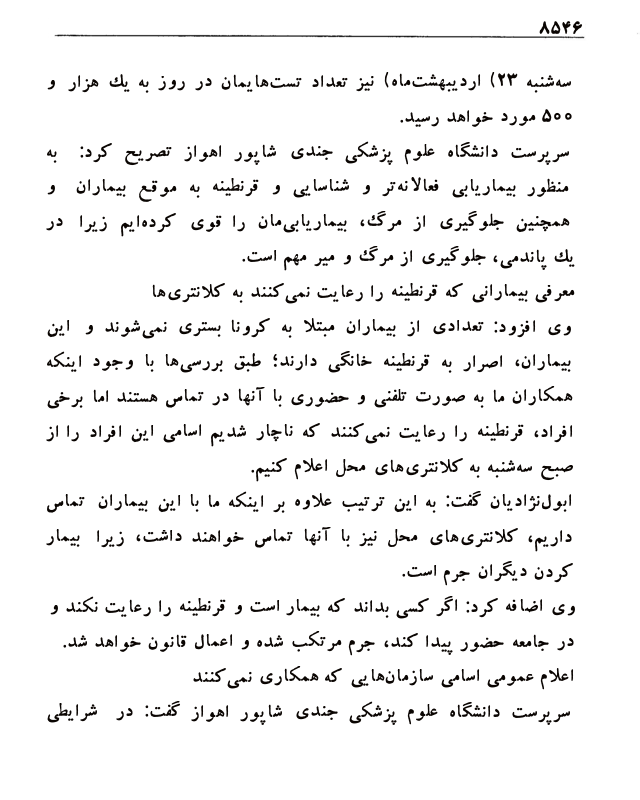 ۸۵۴۶
سه‌شنبه ۲۳) اردیبهشت‌ماه) نیز تعداد تست‌هایمان در روز به یك هزار و
۵۰۰ مورد خواهد رسید.
سرپرست دانشگاه علوم پزشکی جندی شاپور اهواز تصریح کرد: به
منظور بیماریابی فعالانه‌تر و شناسایی و قرنطینه به موقع بیماران و
همچنین جلوگیری از مرگ، بیماریابی‌مان را قوی کرده‌ایم زیرا در
یك پاندمی، جلوگیری از مرگ و میر مهم است.
معرفی بیمارانی که قرنطینه را رعایت نمی‌کنند به کلانتری‌ها
وی افزود: تعدادی از بیماران مبتلا به کرونا بستری نمی‌شوند و این
بیماران، اصرار به قرنطینه خانگی دارند؛ طبق بررسی‌ها با وجود اینکه
همکاران ما به صورت تلفنی و حضوری با آنها در تماس هستند اما برخی
افراد، قرنطینه را رعایت نمی‌کنند که ناچار شدیم اسامی این افراد را از
صبح سه‌شنبه به کلانتری‌های محل اعلام کنیم.
ابول‌نژادیان گفت: به این ترتیب علاوه بر اینکه ما با این بیماران تماس
داریم، کلانتری‌های محل نیز با آنها تماس خواهند داشت، زیرا بیمار
کردن دیگران جرم است.
وی اضافه کرد: اگر کسی بداند که بیمار است و قرنطینه را رعایت نکند و
در جامعه حضور پیدا کند، جرم مرتکب شده و اعمال قانون خواهد شد.
اعلام عمومی اسامی سازمان‌هایی که همکاری نمی‌کنند
سرپرست دانشگاه علوم پزشکی جندی شاپور اهواز گفت: در شرایطی